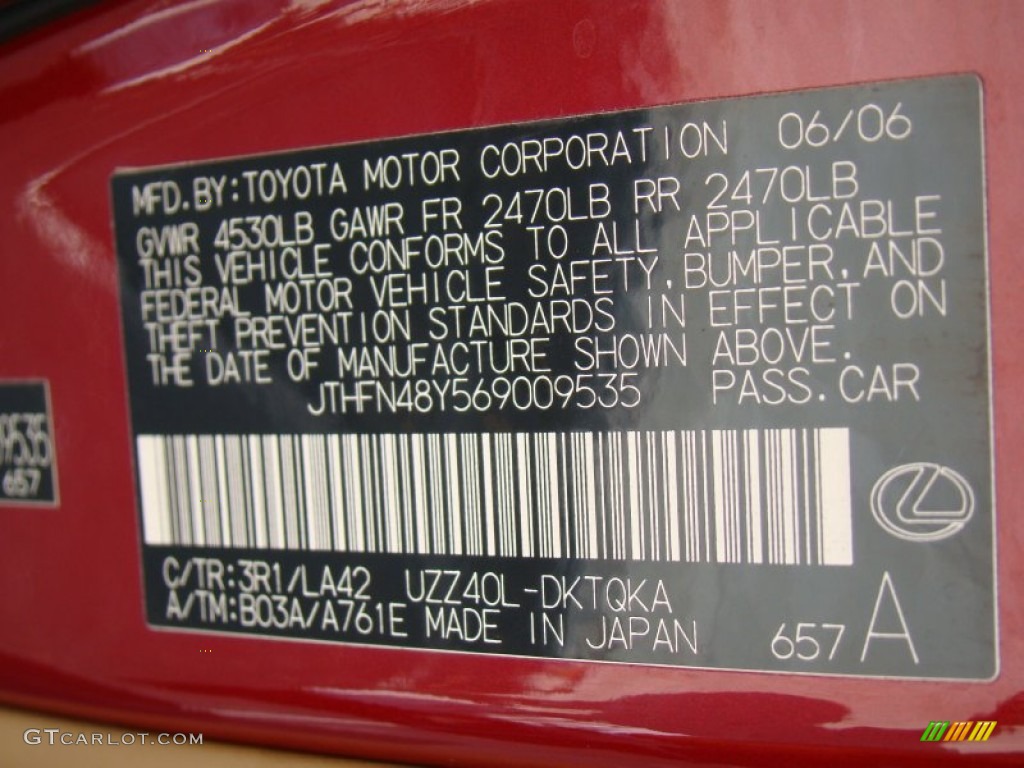 MFD. BY: TOYOTA MOTOR CORPORATION 06/06
GVWR 4530LB GAWR FR 2470LB RR 2470LB
THIS VEHICLE CONFORMS TO ALL APPLICABLE
FEDERAL MOTOR VEHICLE SAFETY, BUMPER, AND
THEFT PREVENTION STANDARDS IN EFFECT ON
THE DATE OF MANUFACTURE SHOWN ABOVE.
JTHFN48Y569009535 PASS. CAR
9535
657
C/TR: 3R1/LA42 UZZ40L-DKTQKA
A/TM: B03A/A761E MADE IN JAPAN 657 A
GTCARLOT.COM